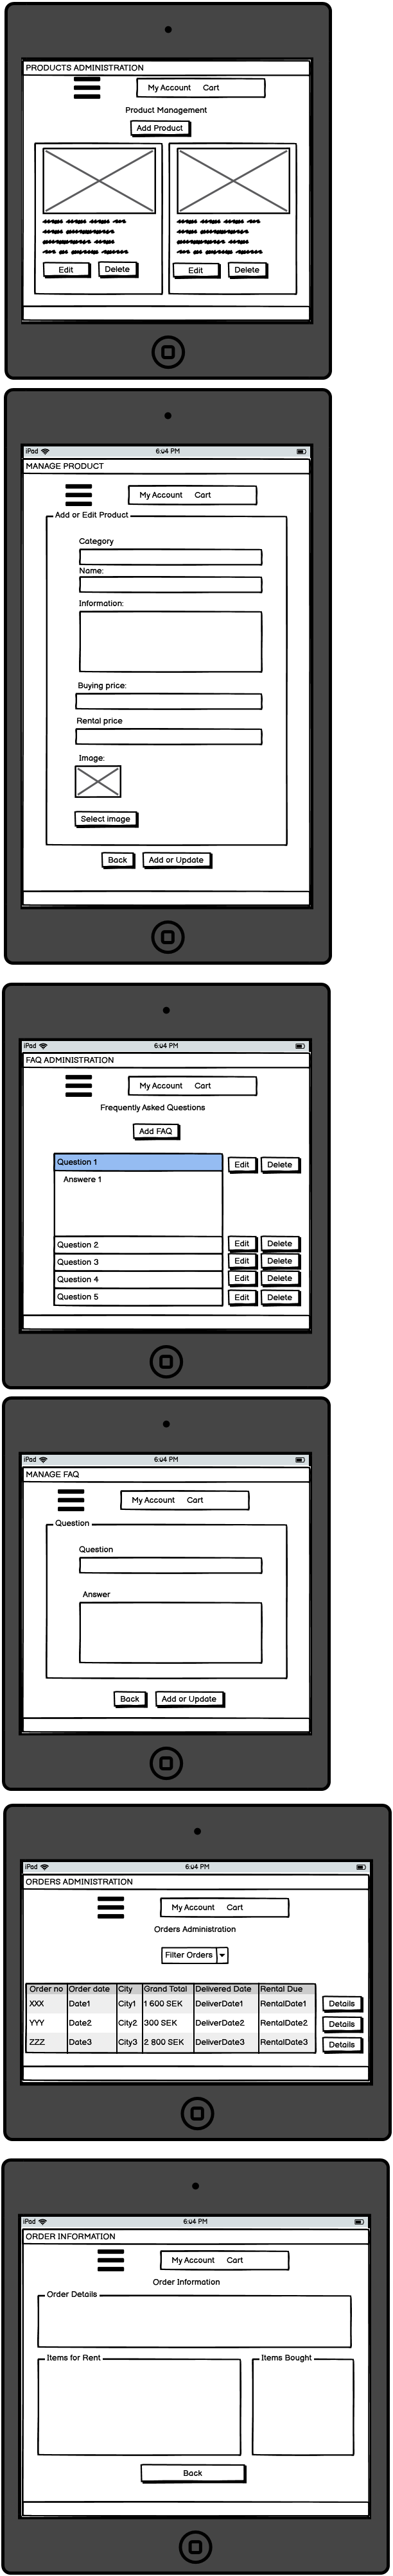 PRODUCTS ADMINISTRATION
My Account Cart
Product Management
Add Product
Edit Delete Edit Delete
iPad 6:04 PM
MANAGE PRODUCT
My Account Cart
Add or Edit Product
Category
Name:
Information:
Buying price:
Rental price
Image:
Select image
Back Add or Update
iPad 6:04 PM
FAQ ADMINISTRATION
My Account Cart
Frequently Asked Questions
Add FAQ
Question 1 Edit Delete
Answere 1
Question 2 Edit Delete
Question 3 Edit Delete
Question 4 Edit Delete
Question 5 Edit Delete
iPad 6:04 PM
MANAGE FAQ
My Account Cart
Question
Question
Answer
Back Add or Update
iPad 6:04 PM
ORDERS ADMINISTRATION
My Account Cart
Orders Administration
Filter Orders
Order no Order date City Grand Total Delivered Date Rental Due
XXX Date1 City1 1 600 SEK DeliverDate1 RentalDate1 Details
YYY Date2 City2 300 SEK DeliverDate2 RentalDate2 Details
ZZZ Date3 City3 2 800 SEK DeliverDate3 RentalDate3 Details
iPad 6:04 PM
ORDER INFORMATION
My Account Cart
Order Information
Order Details
Items for Rent Items Bought
Back